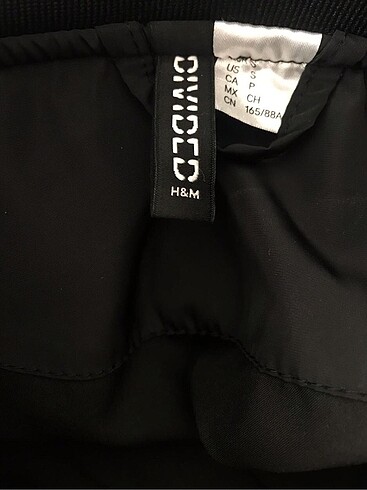 DIVIDED
H&M
S
US S
CA P
MX CH
CN 165/88A